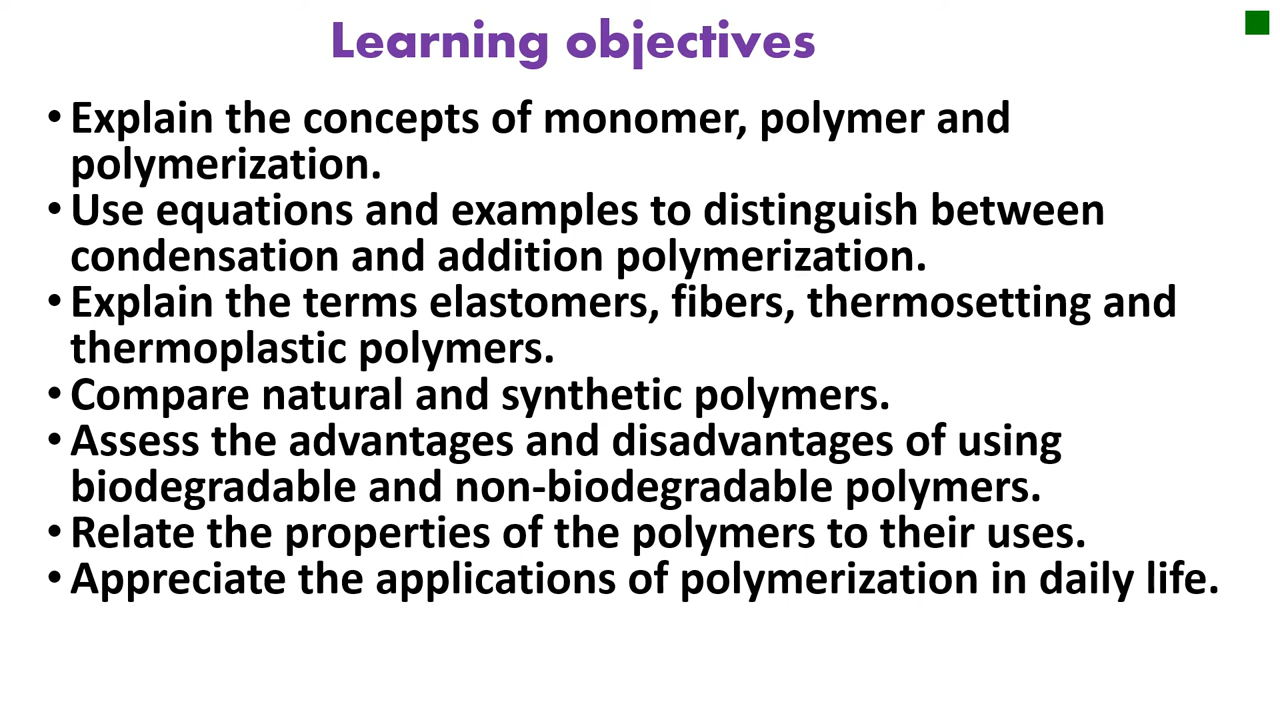 Learning objectives
• Explain the concepts of monomer, polymer and
polymerization.
• Use equations and examples to distinguish between
condensation and addition polymerization.
• Explain the terms elastomers, fibers, thermosetting and
thermoplastic polymers.
• Compare natural and synthetic polymers.
• Assess the advantages and disadvantages of using
biodegradable and non-biodegradable polymers.
• Relate the properties of the polymers to their uses.
• Appreciate the applications of polymerization in daily life.